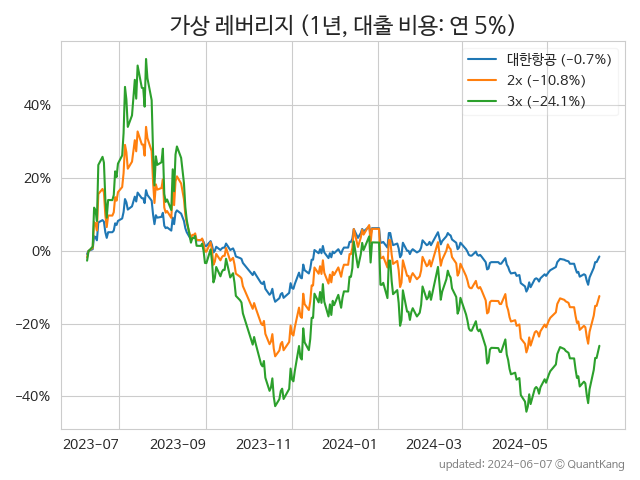 가상 레버리지 (1년, 대출 비용: 연 5%)
대한항공 (−0.7%)
2x (−10.8%)
3x (−24.1%)
40%
20%
0%
−20%
−40%
2023-07 2023-09 2023-11 2024-01 2024-03 2024-05
updated: 2024-06-07 © QuantKang